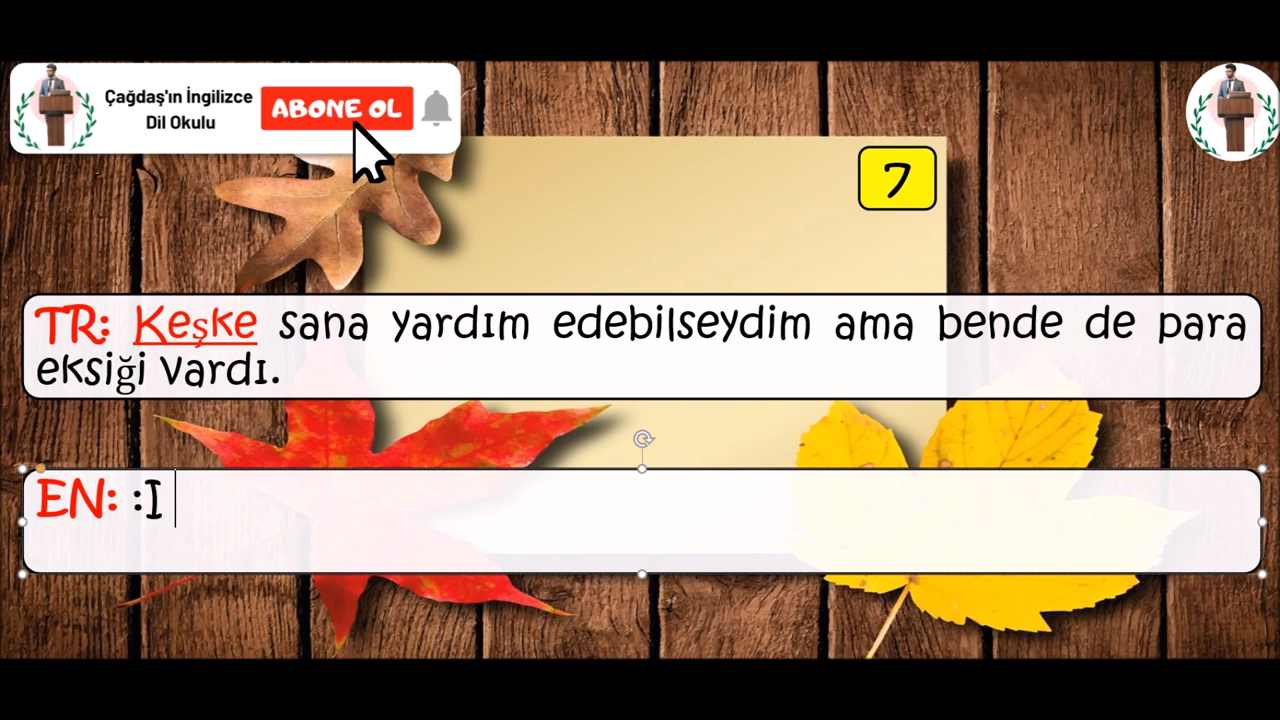 Çağdaş'ın İngilizce
Dil Okulu
ABONE OL
7
TR: Keşke sana yardım edebilseydim ama bende de para
eksiği vardı.
EN: :I